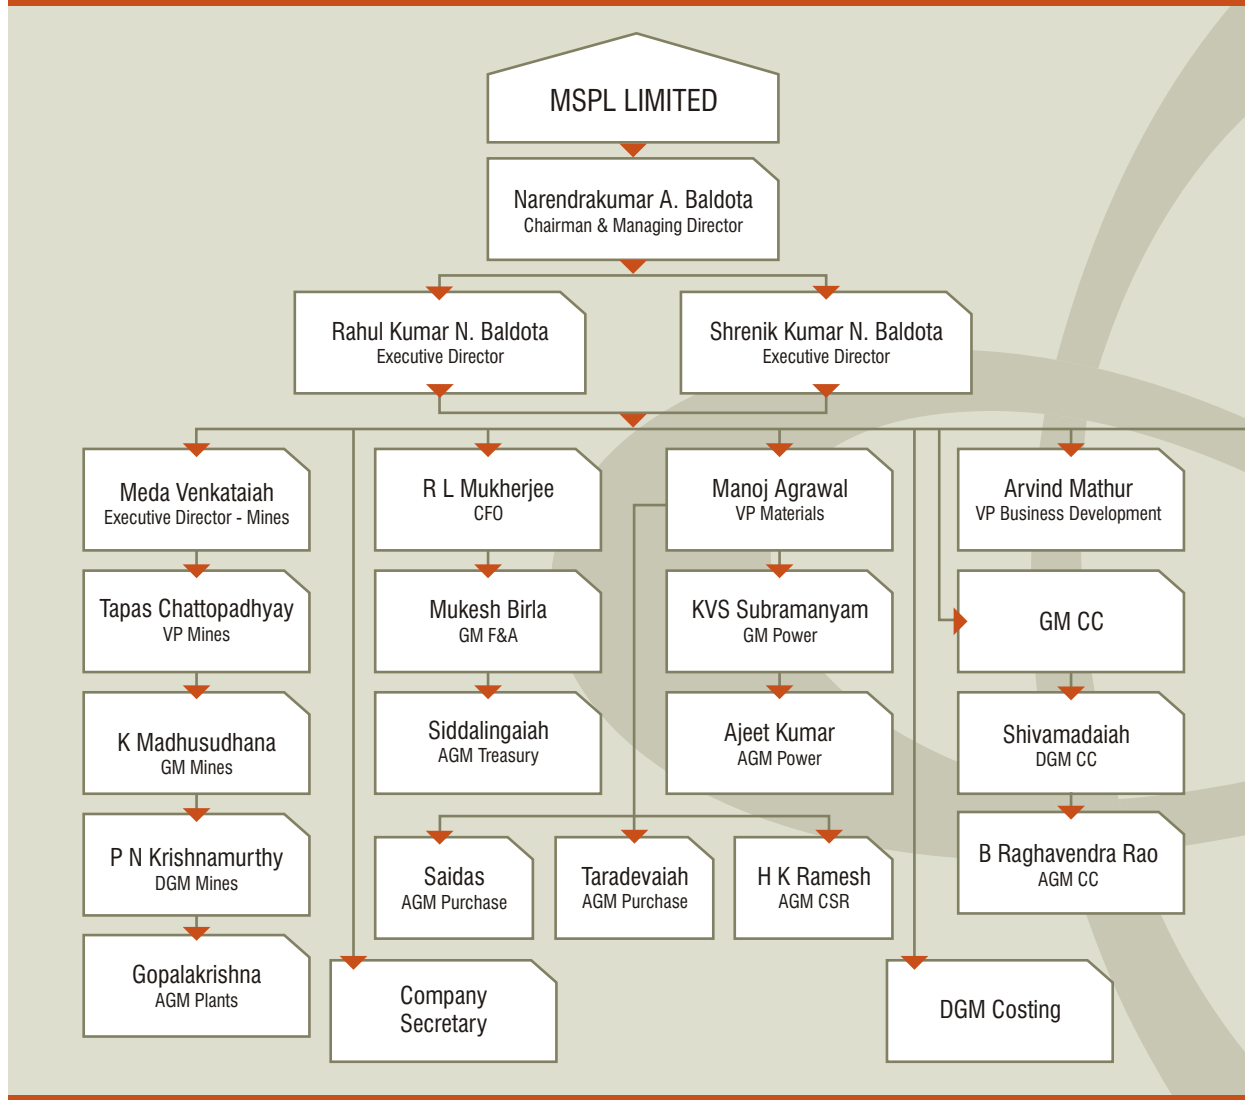 MSPL LIMITED
Narendrakumar A. Baldota
Chairman & Managing Director
Rahul Kumar N. Baldota
Executive Director
Shrenik Kumar N. Baldota
Executive Director
Meda Venkataiah
Executive Director - Mines
R L Mukherjee
CFO
Manoj Agrawal
VP Materials
Arvind Mathur
VP Business Development
Tapas Chattopadhyay
VP Mines
Mukesh Birla
GM F&A
KVS Subramanyam
GM Power
GM CC
K Madhusudhana
GM Mines
Siddalingaiah
AGM Treasury
Ajeet Kumar
AGM Power
Shivamadaiah
DGM CC
P N Krishnamurthy
DGM Mines
Saidas
AGM Purchase
Taradevaiah
AGM Purchase
H K Ramesh
AGM CSR
B Raghavendra Rao
AGM CC
Gopalakrishna
AGM Plants
Company
Secretary
DGM Costing